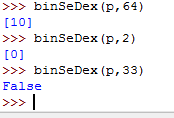 >>> binSeDex(p,64)
[10]
>>> binSeDex(p,2)
[0]
>>> binSeDex(p,33)
False
>>>